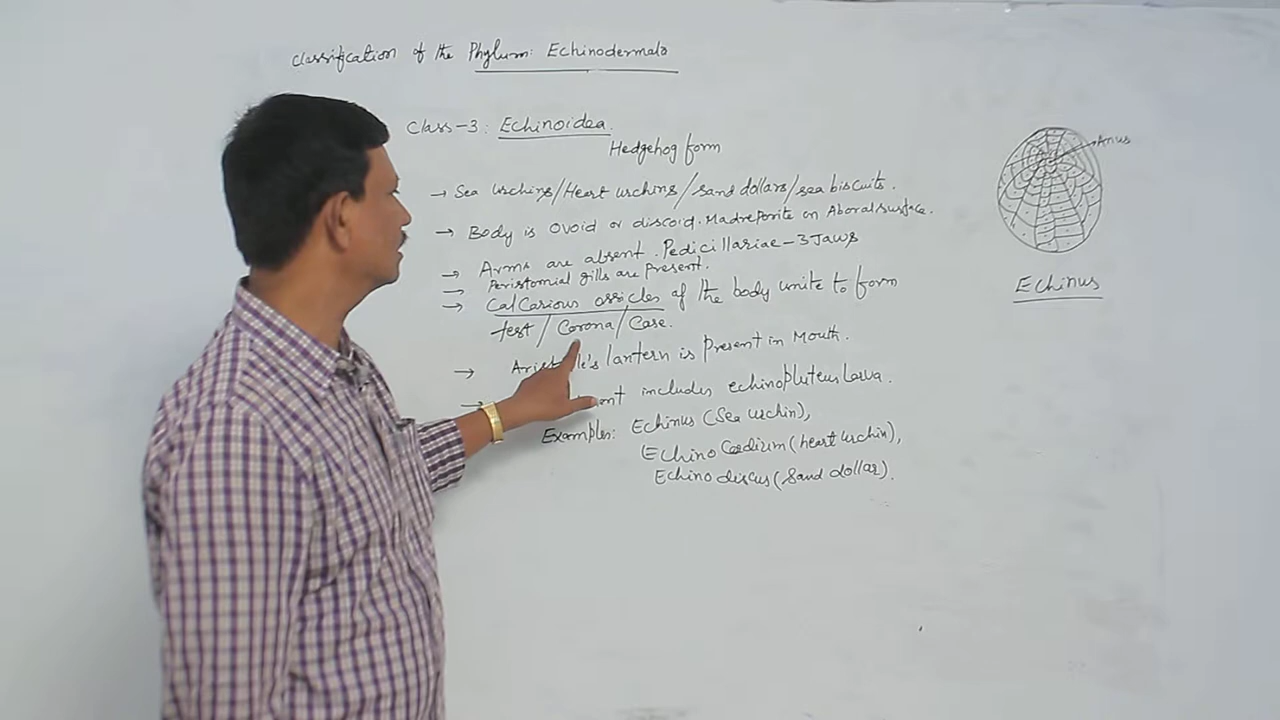 Classification of the Phylum: Echinodermata
Class-3: Echinoidea.
Hedgehog form
→ Sea urchins/Heart urchins/sand dollars/sea biscuits.
→ Body is ovoid or discoid. Madreporite on Aboral surface.
→ Arms are absent. Pedicillariae-3 Jaws
→ Peristomial gills are present.
→ CalCarious ossicles of the body unite to form
test/Corona/Case.
→ lantern is present in Mouth.
→ includes echinopluteus Larva.
Examples: Echinus (Sea urchin),
Echino Cardium (heart urchin),
Echino discus (Sand dollar).
Anus
Echinus